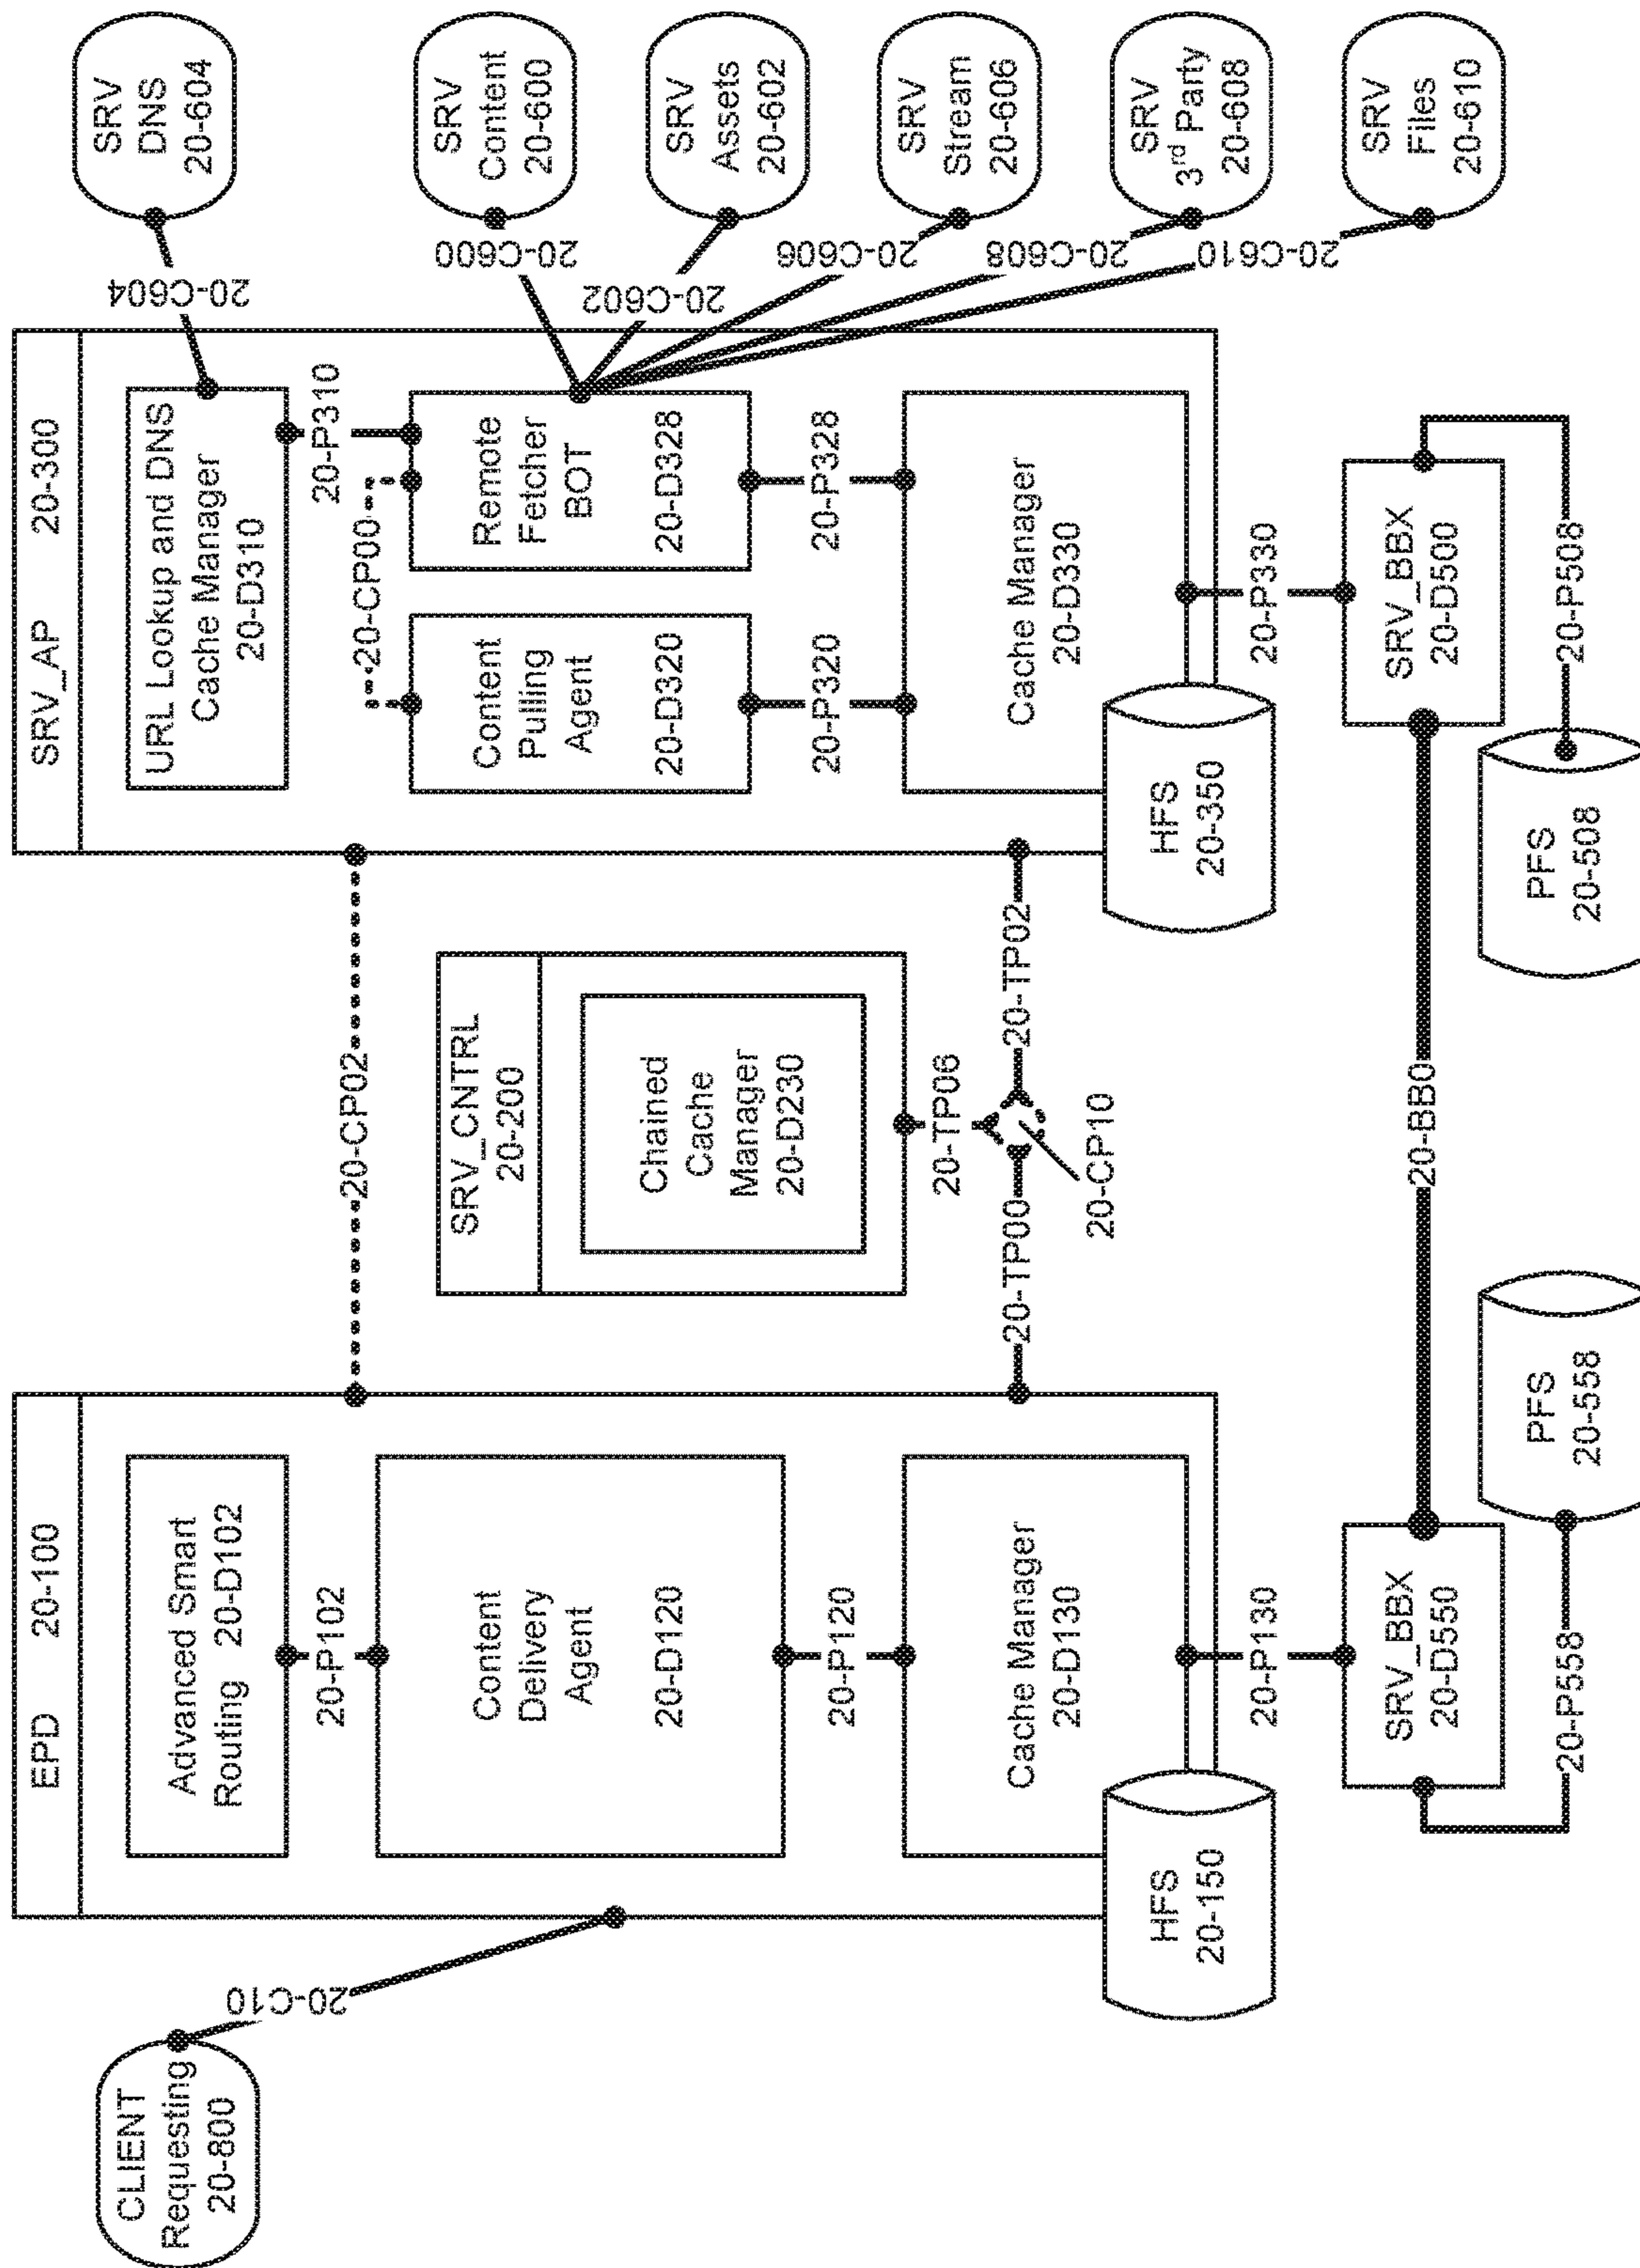 CLIENT
Requesting
20-800
20-C10
EPD 20-100
Advanced Smart
Routing 20-D102
20-P102
Content
Delivery
Agent
20-D120
20-P120
Cache Manager
20-D130
HFS
20-150
20-P130
SRV_BBX
20-D550
20-P558
PFS
20-558
20-CP02
SRV_CNTRL
20-200
Chained
Cache
Manager
20-D230
20-TP06
20-TP00
20-TP02
20-CP10
20-BB0
SRV_AP 20-300
URL Lookup and DNS
Cache Manager
20-D310
20-P310
20-CP00
Content
Pulling
Agent
20-D320
Remote
Fetcher
BOT
20-D328
20-P320
20-P328
Cache Manager
20-D330
HFS
20-350
20-P330
SRV_BBX
20-D500
20-P508
PFS
20-508
20-C604
20-C600
20-C602
20-C606
20-C608
20-C610
SRV
DNS
20-604
SRV
Content
20-600
SRV
Assets
20-602
SRV
Stream
20-606
SRV
3rd Party
20-608
SRV
Files
20-610